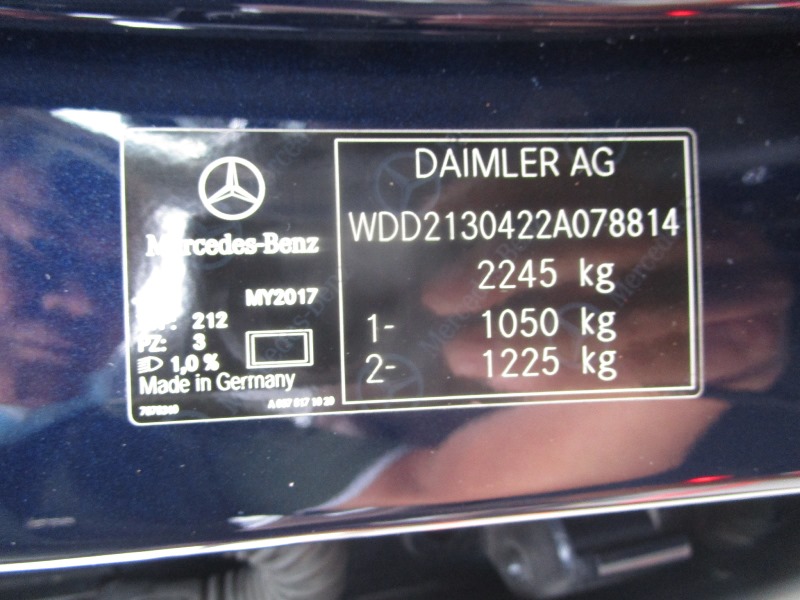 Mercedes-Benz
MY2017
212
PZ: 3
1,0 %
Made in Germany
DAIMLER AG
WDD2130422A078814
2245 kg
1- 1050 kg
2- 1225 kg